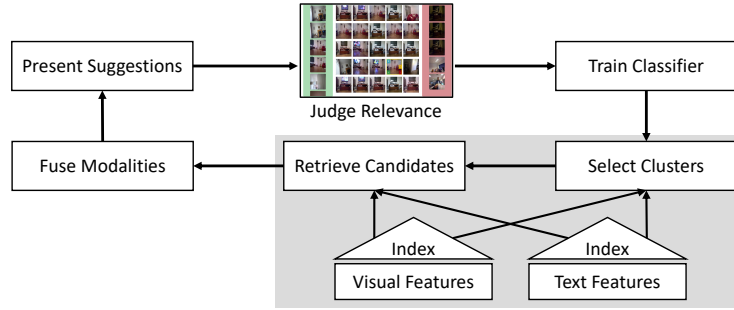 Present Suggestions
Judge Relevance
Train Classifier
Fuse Modalities
Retrieve Candidates
Select Clusters
Index
Index
Visual Features
Text Features